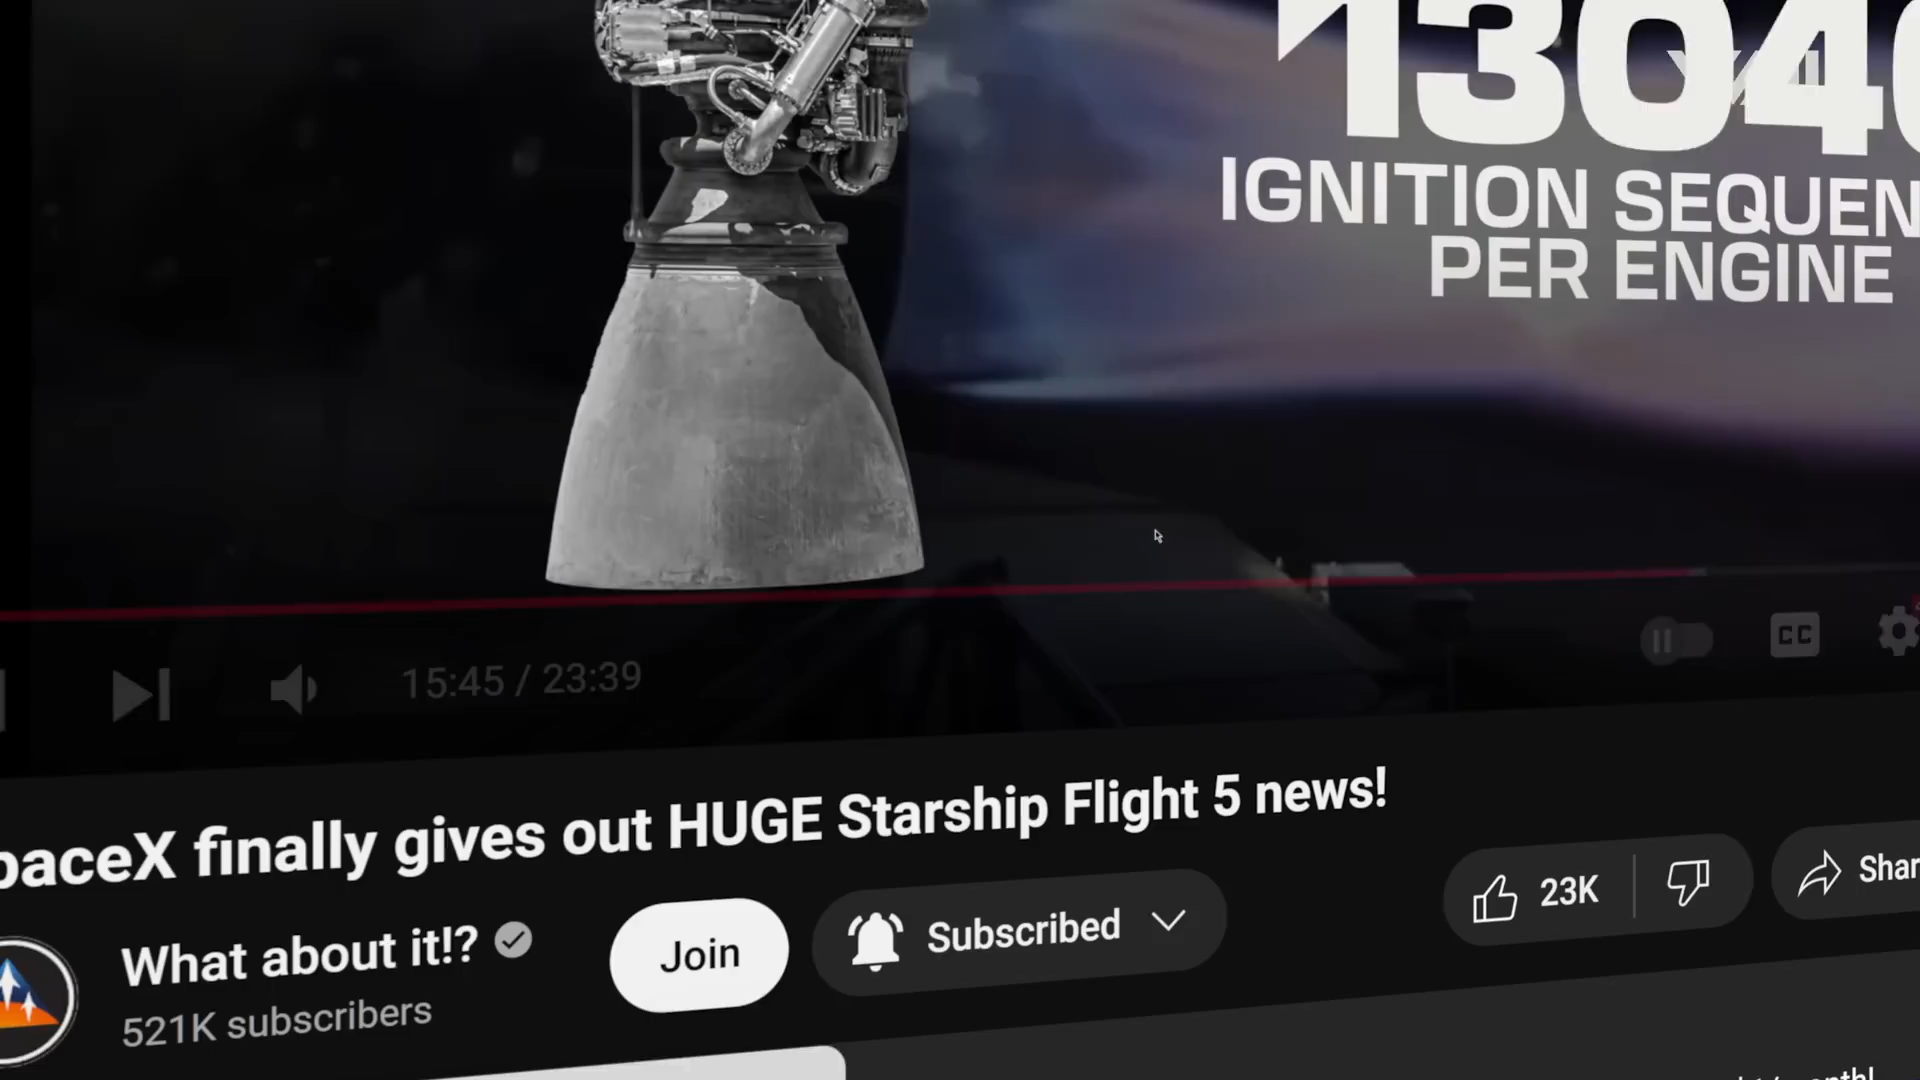 1304
IGNITION SEQUEN
PER ENGINE
CC
15:45 / 23:39
paceX finally gives out HUGE Starship Flight 5 news!
What about it!?
Join
Subscribed
23K
Shar
521K subscribers